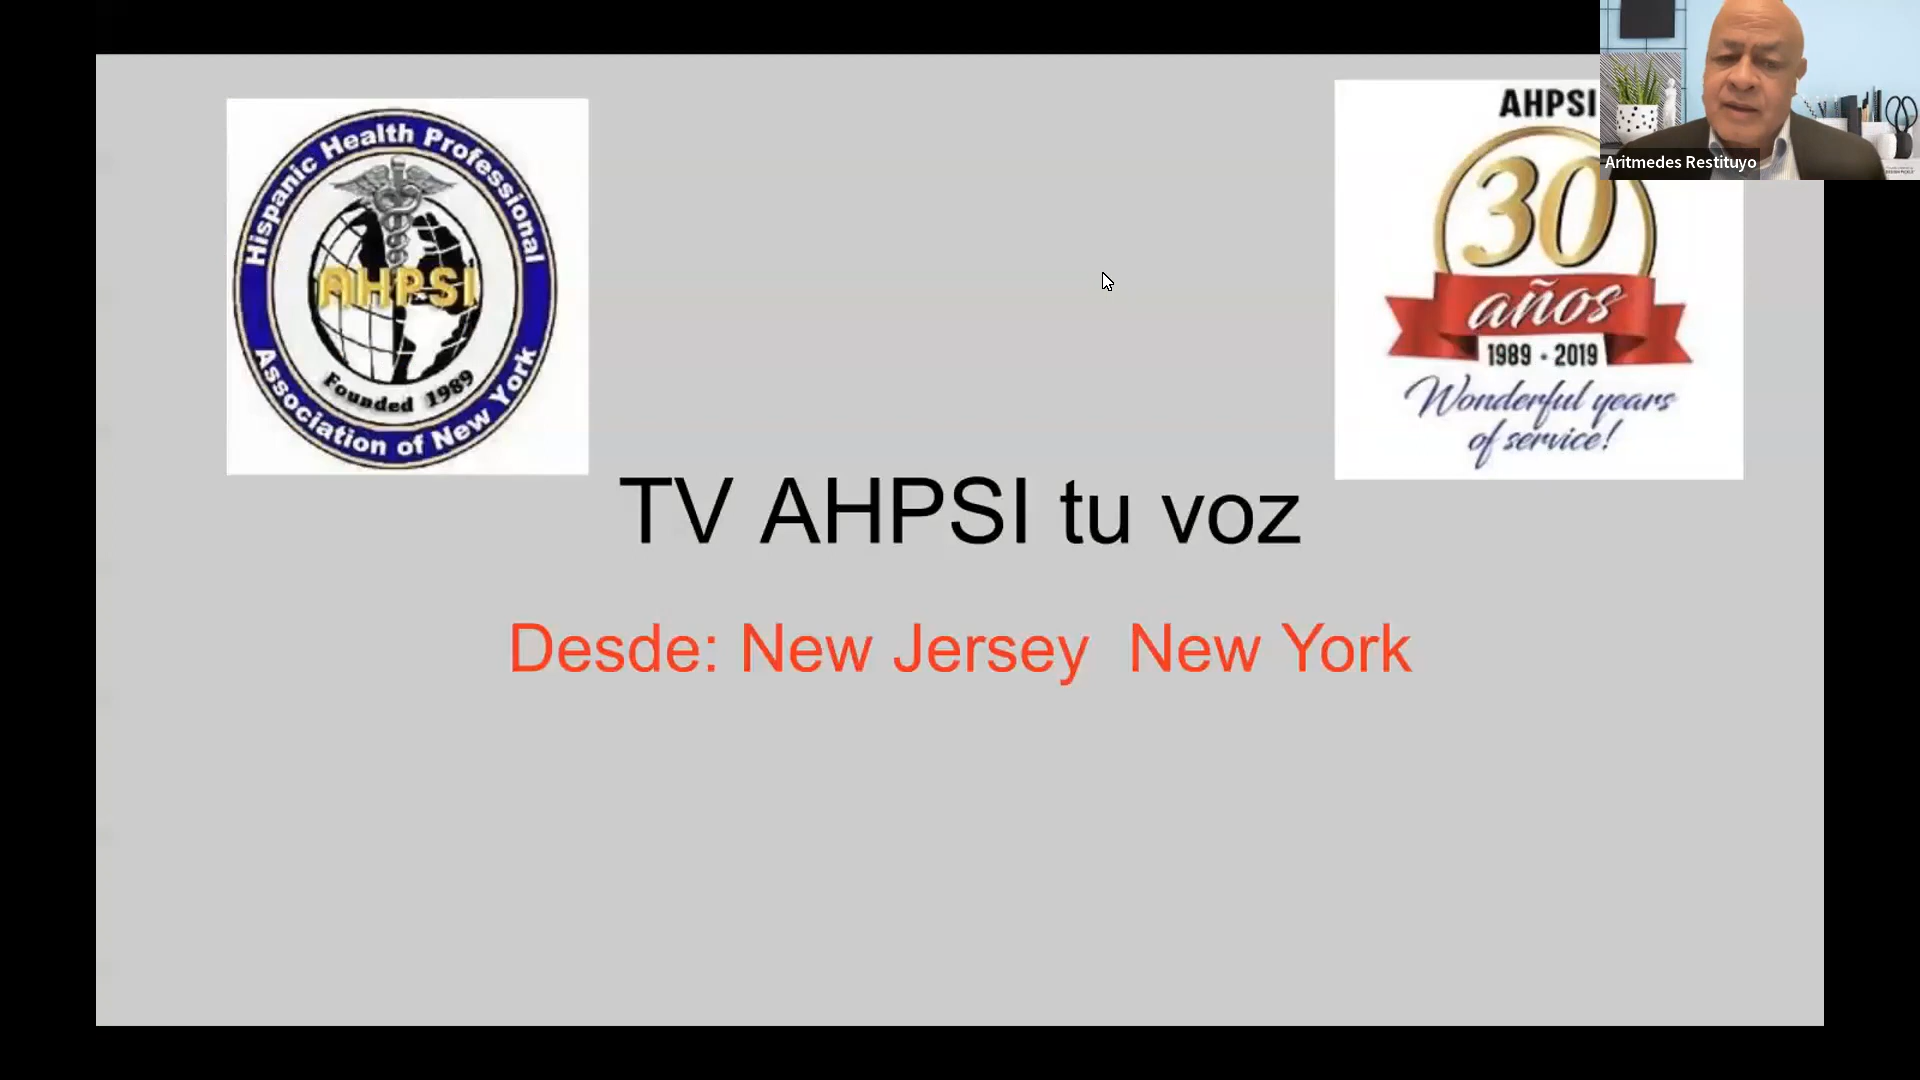 Hispanic Health Professional
AHPSI
Founded 1989
Association of New York
AHPSI
30
años
1989 - 2019
Wonderful years
of service!
Aritmedes Restituyo
TV AHPSI tu voz
Desde: New Jersey  New York